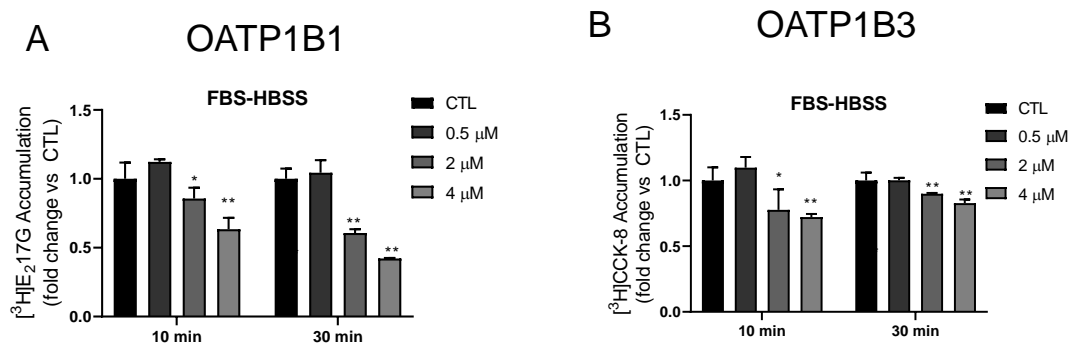 A
OATP1B1
FBS-HBSS
[³H]E₂17G Accumulation
(fold change vs CTL)
1.5
1.0
0.5
0.0
*
**
**
**
10 min
30 min
CTL
0.5 μM
2 μM
4 μM
B
OATP1B3
FBS-HBSS
[³H]CCK-8 Accumulation
(fold change vs CTL)
1.5
1.0
0.5
0.0
*
**
**
**
10 min
30 min
CTL
0.5 μM
2 μM
4 μM